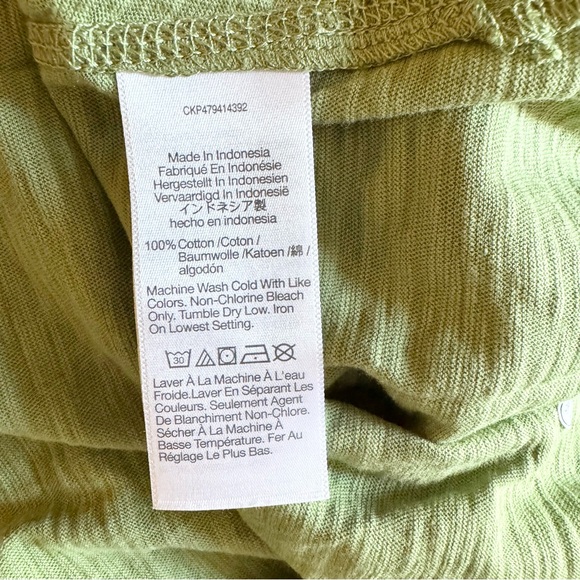 CKP479414392
Made In Indonesia
Fabriqué En Indonésie
Hergestellt In Indonesien
Vervaardigd In Indonesië
インドネシア製
hecho en indonesia
100% Cotton /Coton /
Baumwolle /Katoen /綿/
algodón
Machine Wash Cold With Like
Colors. Non-Chlorine Bleach
Only. Tumble Dry Low. Iron
On Lowest Setting.
30
Laver À La Machine À L'eau
Froide.Laver En Séparant Les
Couleurs. Seulement Agent
De Blanchiment Non-Chlore.
Sécher À La Machine À
Basse Température. Fer Au
Réglage Le Plus Bas.